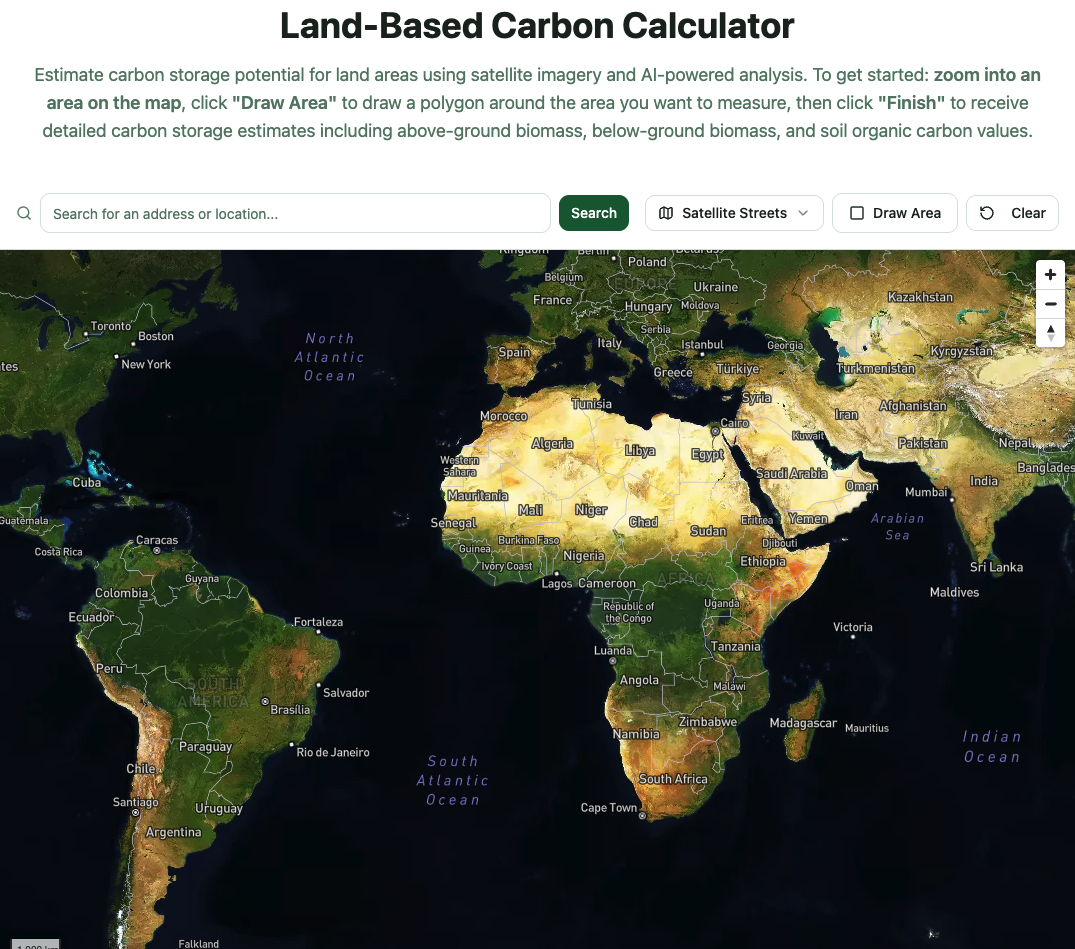 Land-Based Carbon Calculator
Estimate carbon storage potential for land areas using satellite imagery and AI-powered analysis. To get started: zoom into an
area on the map, click "Draw Area" to draw a polygon around the area you want to measure, then click "Finish" to receive
detailed carbon storage estimates including above-ground biomass, below-ground biomass, and soil organic carbon values.
Search for an address or location...
Search
Satellite Streets
Draw Area
Clear
Kingdom
Berlin
Belarus
Poland
Belgium
EUROPE
Ukraine
Kazakhstan
France
Hungary
Moldova
Toronto
Boston
New York
North
Atlantic
Ocean
Serbia
Italy
Istanbul
Georgia
Kyrgyzstan
Spain
Greece
Türkiye
Turkmenistan
tes
Syria
Tunisia
Morocco
Iran
Afghanistan
Cairo
Kuwait
Algeria
Libya
Egypt
Pakistan
Nepal
Western
Sahara
Saudi Arabia
Bangladesh
Cuba
India
Oman
Mumbai
Mauritania
Mali
Niger
Chad
Guatemala
Senegal
Sudan
Eritrea
Yemen
Arabian
Sea
Caracas
Costa Rica
Burkina Faso
Guinea
Djibouti
Nigeria
Ivory Coast
Ethiopia
Sri Lanka
Guyana
Colombia
Lagos
Cameroon
AFRICA
Maldives
Republic of
the Congo
Uganda
Ecuador
Fortaleza
Victoria
Luanda
Tanzania
Peru
SOUTH
AMERICA
Salvador
Angola
Malawi
Brasília
Zimbabwe
Madagascar
Mauritius
Namibia
Indian
Ocean
Paraguay
Rio de Janeiro
South
Atlantic
Ocean
Chile
South Africa
Santiago
Uruguay
Cape Town
Argentina
Falkland